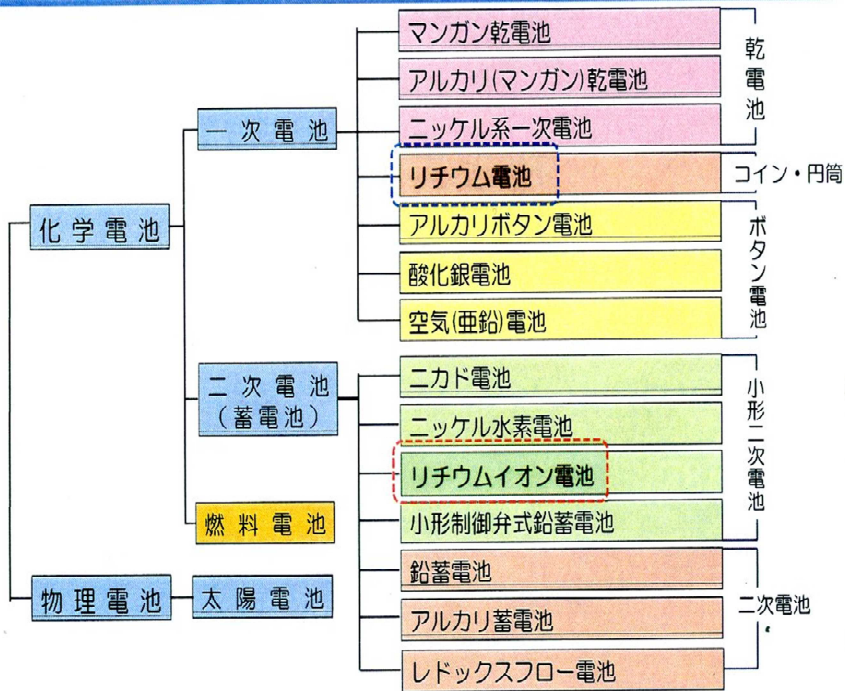 マンガン乾電池
アルカリ(マンガン)乾電池
ニッケル系一次電池
乾電池
一次電池
リチウム電池
コイン・円筒
アルカリボタン電池
酸化銀電池
空気(亜鉛)電池
ボタン電池
化学電池
二次電池
(蓄電池)
ニカド電池
ニッケル水素電池
リチウムイオン電池
小形制御弁式鉛蓄電池
小形二次電池
燃料電池
鉛蓄電池
アルカリ蓄電池
レドックスフロー電池
二次電池
物理電池
太陽電池